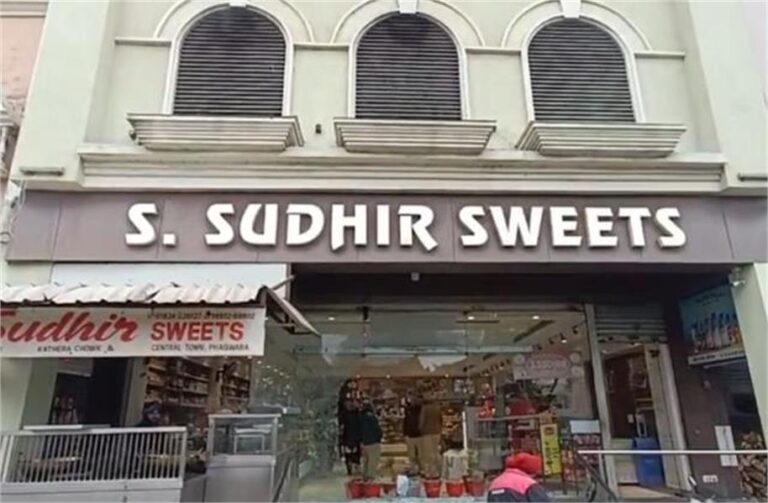 S. SUDHIR SWEETS
Sudhir SWEETS
KATHERA CHOWK &
CENTRAL TOWN, PHAGWARA